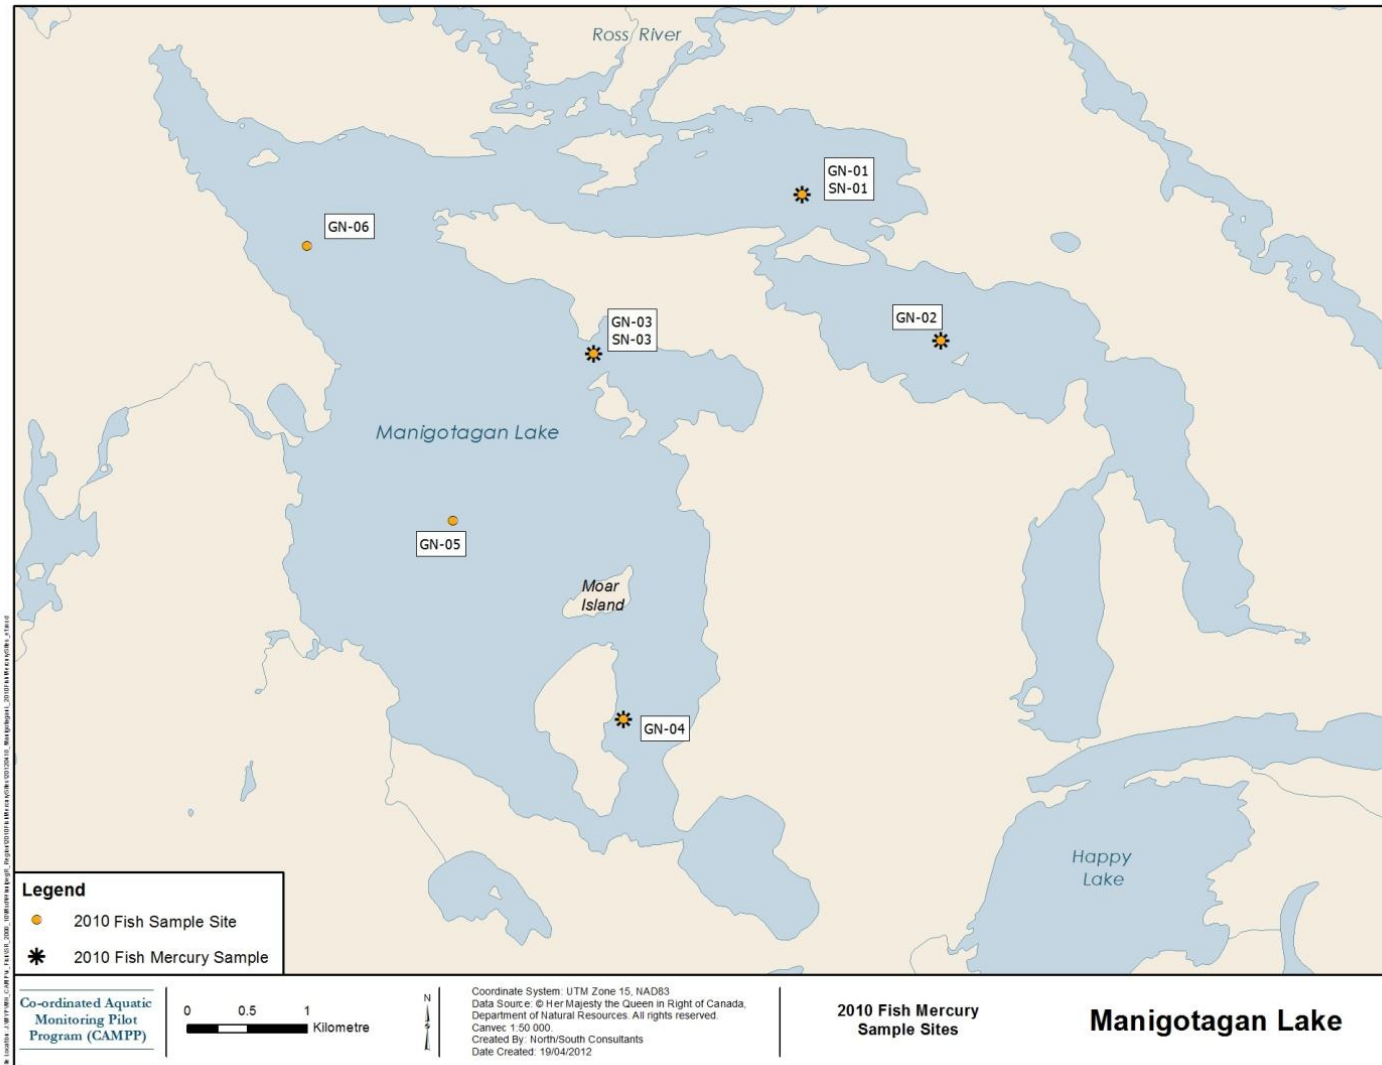 Ross River
GN-01
SN-01
GN-06
GN-03
SN-03
GN-02
Manigotagan Lake
GN-05
Moar
Island
GN-04
Happy
Lake
Legend
2010 Fish Sample Site
2010 Fish Mercury Sample
Co-ordinated Aquatic
Monitoring Pilot
Program (CAMPP)
0 0.5 1
Kilometre
N
Coordinate System: UTM Zone 15, NAD83
Data Source: © Her Majesty the Queen in Right of Canada,
Department of Natural Resources. All rights reserved.
Canvec 1:50 000.
Created By: North/South Consultants
Date Created: 19/04/2012
2010 Fish Mercury
Sample Sites
Manigotagan Lake